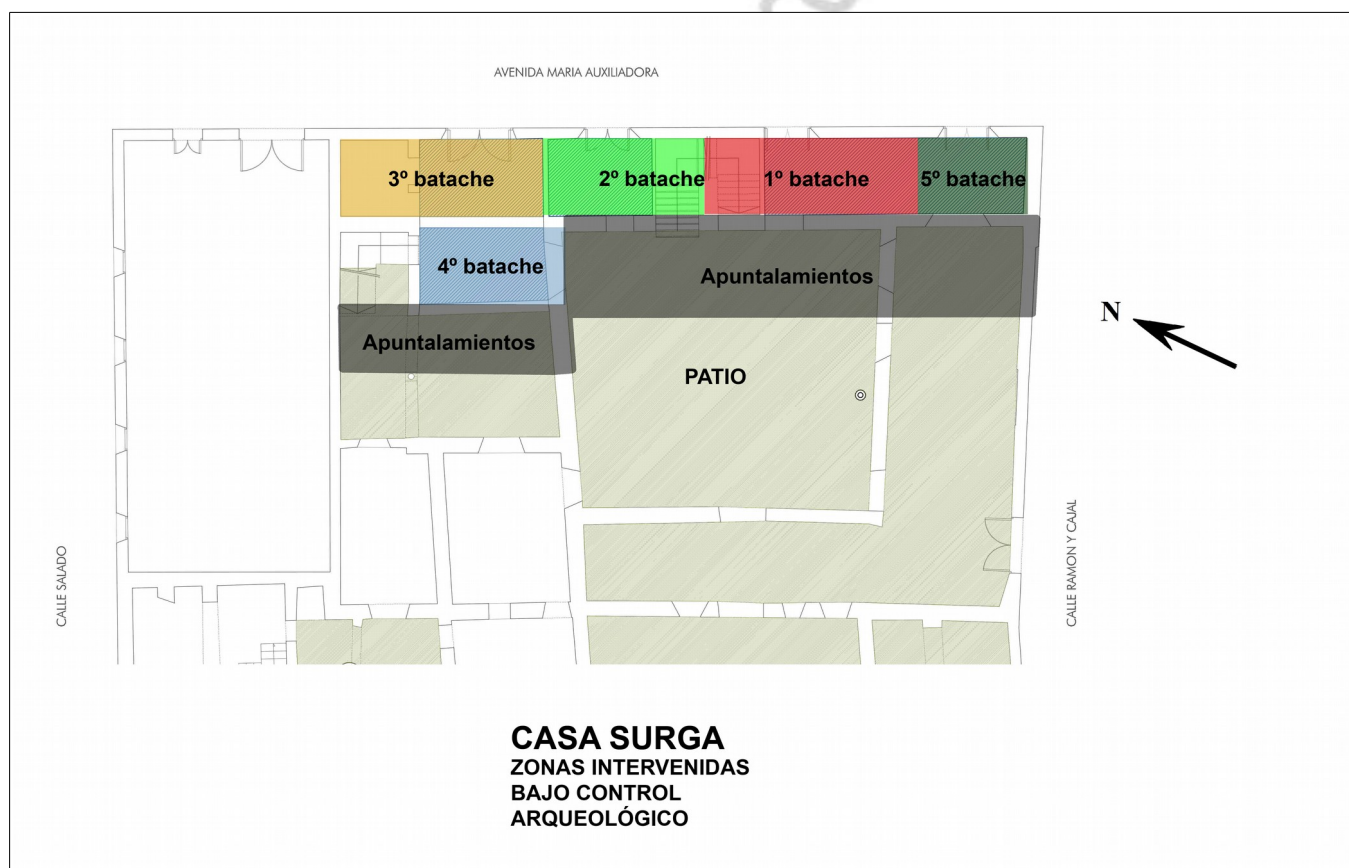 AVENIDA MARIA AUXILIADORA
3º batache
2º batache
1º batache
5º batache
4º batache
Apuntalamientos
N
Apuntalamientos
PATIO
CALLE SALADO
CALLE RAMON Y CAJAL
CASA SURGA
ZONAS INTERVENIDAS
BAJO CONTROL
ARQUEOLÓGICO